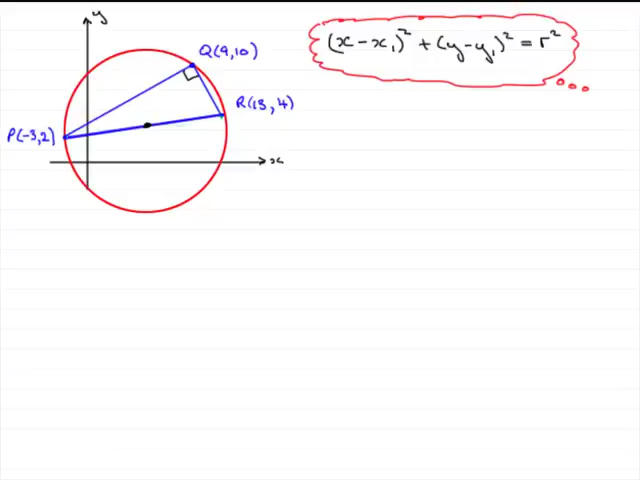 y
Q(9,10)
(x-x₁)² + (y-y₁)² = r²
R(13,4)
P(-3,2)
x